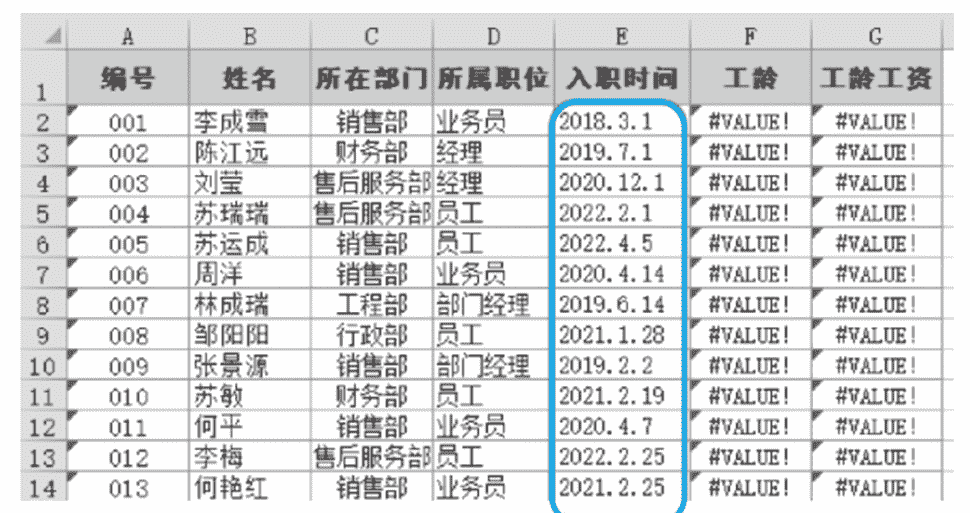 A B C D E F G
1 编号 姓名 所在部门 所属职位 入职时间 工龄 工龄工资
2 001 李成雪 销售部 业务员 2018.3.1 #VALUE! #VALUE!
3 002 陈江远 财务部 经理 2019.7.1 #VALUE! #VALUE!
4 003 刘莹 售后服务部 经理 2020.12.1 #VALUE! #VALUE!
5 004 苏瑞瑞 售后服务部 员工 2022.2.1 #VALUE! #VALUE!
6 005 苏运成 销售部 员工 2022.4.5 #VALUE! #VALUE!
7 006 周洋 销售部 业务员 2020.4.14 #VALUE! #VALUE!
8 007 林成瑞 工程部 部门经理 2019.6.14 #VALUE! #VALUE!
9 008 邹阳阳 行政部 员工 2021.1.28 #VALUE! #VALUE!
10 009 张景源 销售部 部门经理 2019.2.2 #VALUE! #VALUE!
11 010 苏敏 财务部 员工 2021.2.19 #VALUE! #VALUE!
12 011 何平 销售部 业务员 2020.4.7 #VALUE! #VALUE!
13 012 李梅 售后服务部 员工 2022.2.25 #VALUE! #VALUE!
14 013 何艳红 销售部 业务员 2021.2.25 #VALUE! #VALUE!